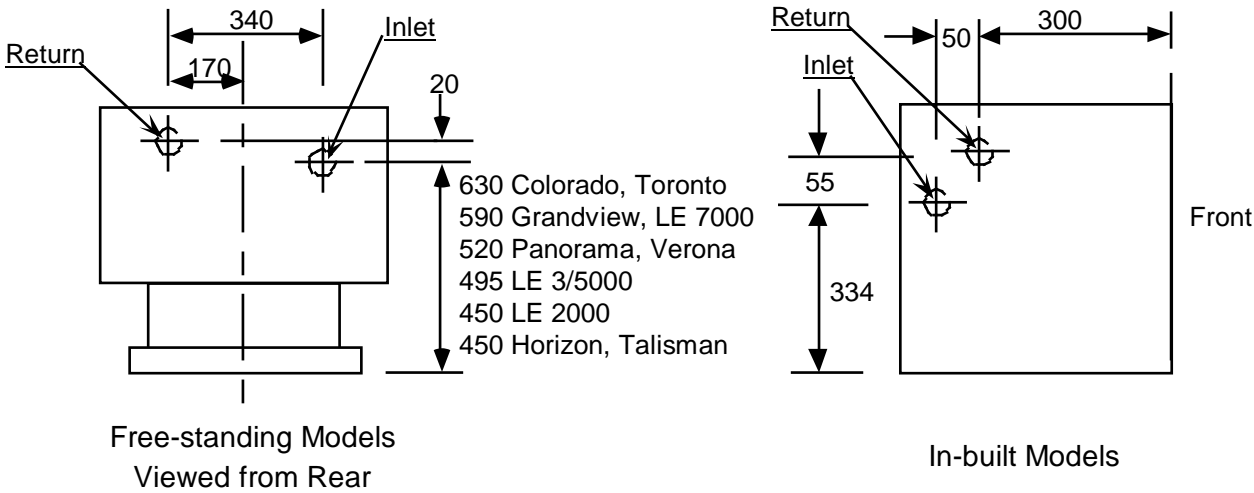 340
Inlet
Return
170
20
630 Colorado, Toronto
590 Grandview, LE 7000
520 Panorama, Verona
495 LE 3/5000
450 LE 2000
450 Horizon, Talisman
Free-standing Models
Viewed from Rear
Return
50
300
Inlet
55
Front
334
In-built Models